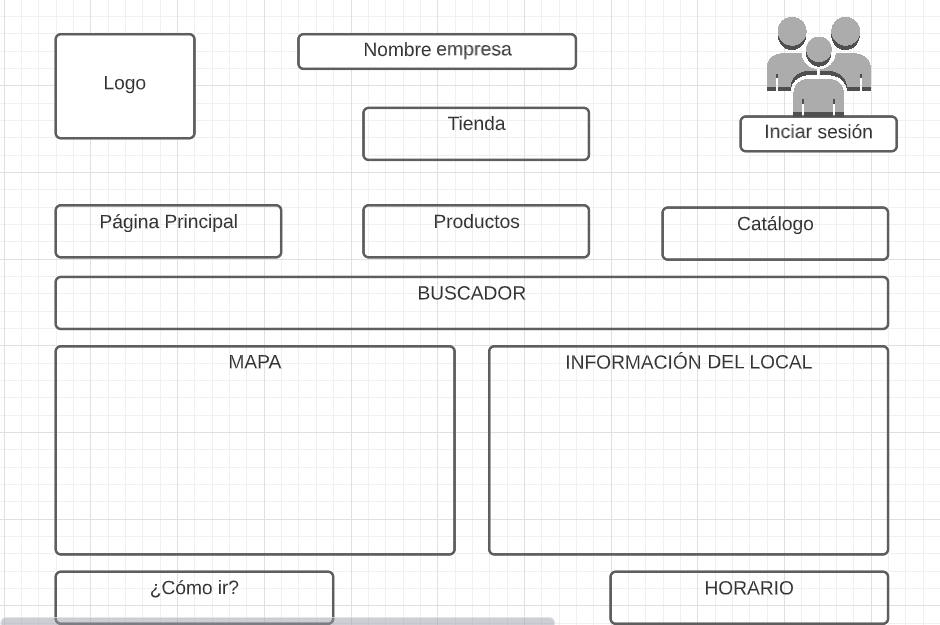 Logo
Nombre empresa
Tienda
Inciar sesión
Página Principal
Productos
Catálogo
BUSCADOR
MAPA
INFORMACIÓN DEL LOCAL
¿Cómo ir?
HORARIO